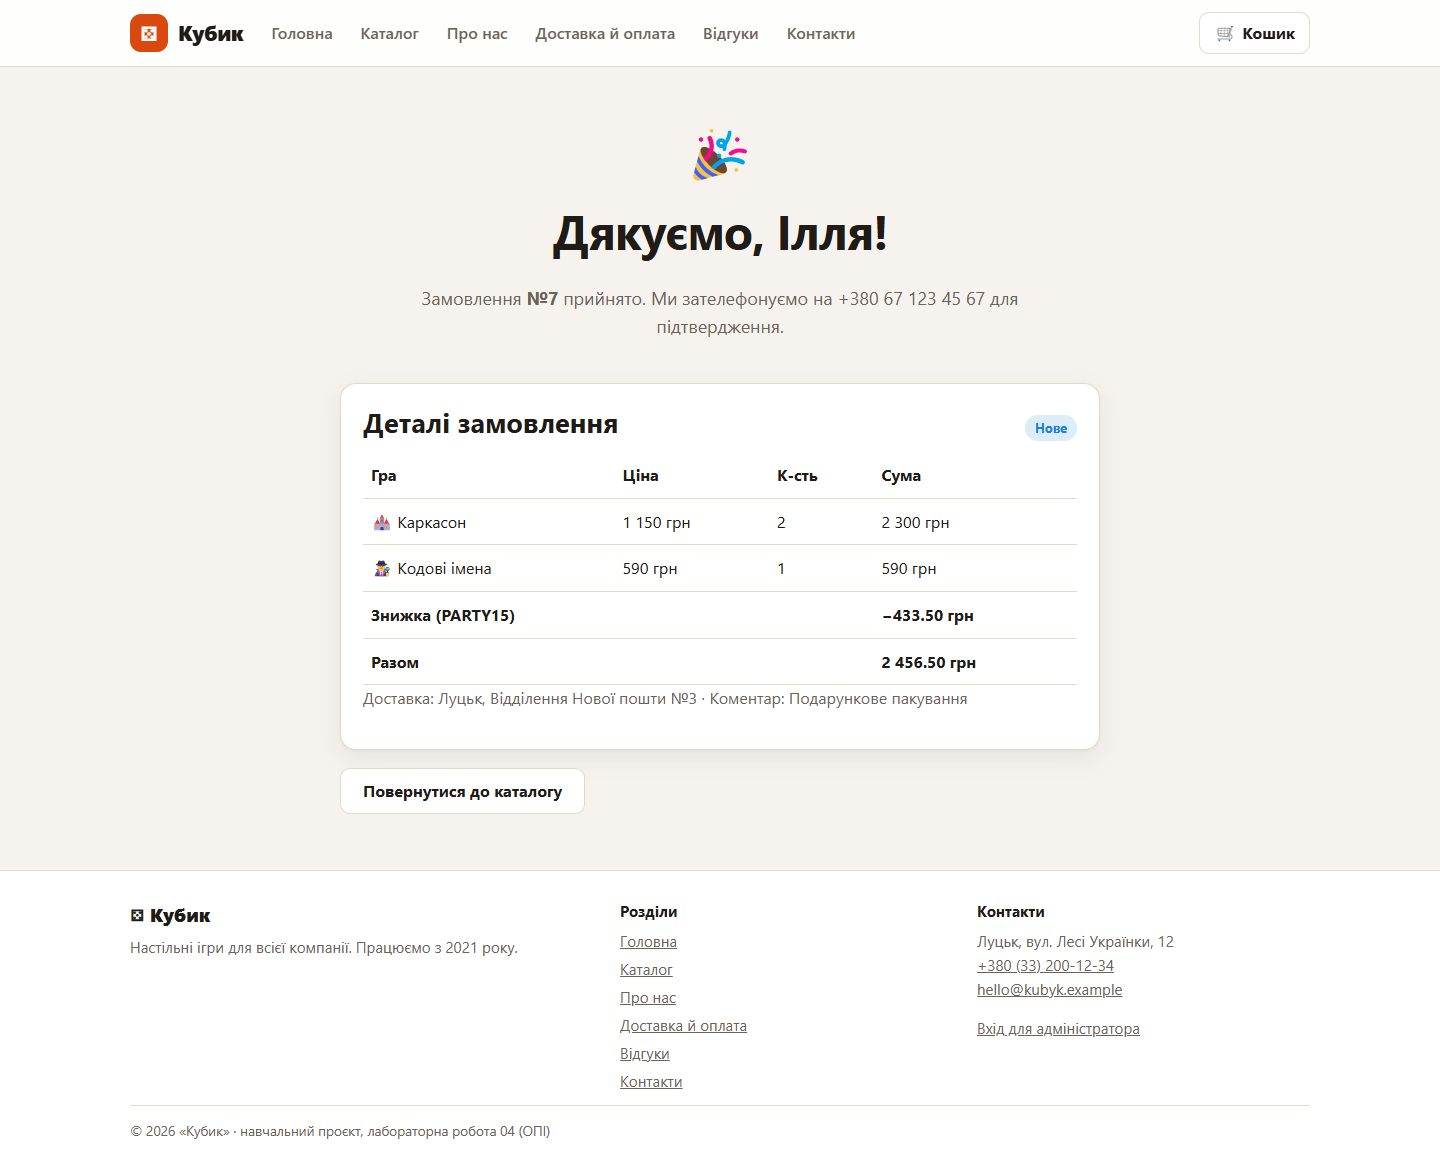 Кубик
Головна
Каталог
Про нас
Доставка й оплата
Відгуки
Контакти
Кошик
Дякуємо, Ілля!
Замовлення №7 прийнято. Ми зателефонуємо на +380 67 123 45 67 для
підтвердження.
Деталі замовлення
Нове
Гра Ціна К-сть Сума
Каркасон 1 150 грн 2 2 300 грн
Кодові імена 590 грн 1 590 грн
Знижка (PARTY15) −433.50 грн
Разом 2 456.50 грн
Доставка: Луцьк, Відділення Нової пошти №3 · Коментар: Подарункове пакування
Повернутися до каталогу
Кубик
Настільні ігри для всієї компанії. Працюємо з 2021 року.
Розділи
Головна
Каталог
Про нас
Доставка й оплата
Відгуки
Контакти
Контакти
Луцьк, вул. Лесі Українки, 12
+380 (33) 200-12-34
hello@kubyk.example
Вхід для адміністратора
© 2026 «Кубик» · навчальний проєкт, лабораторна робота 04 (ОПІ)